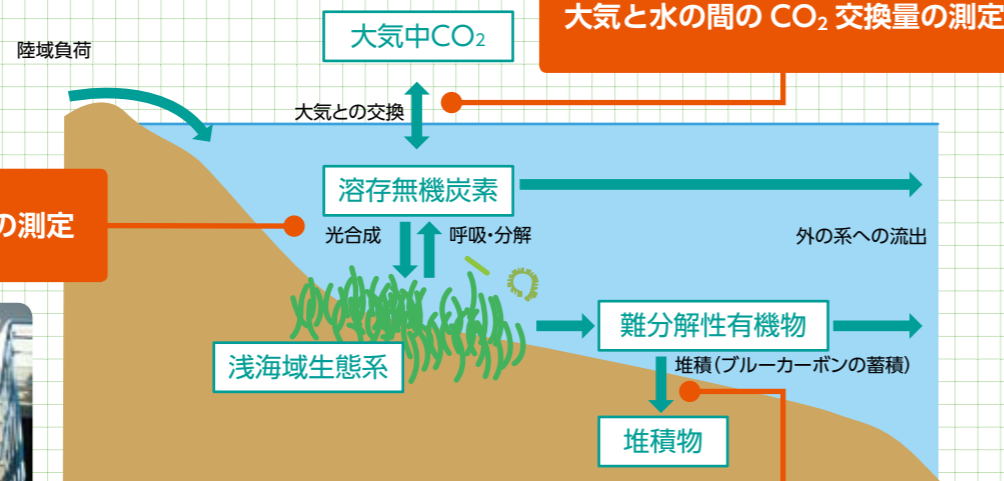 大気と水の間の CO₂ 交換量の測定
大気中CO₂
陸域負荷
大気との交換
溶存無機炭素
の測定
光合成
呼吸・分解
外の系への流出
難分解性有機物
浅海域生態系
堆積(ブルーカーボンの蓄積)
堆積物